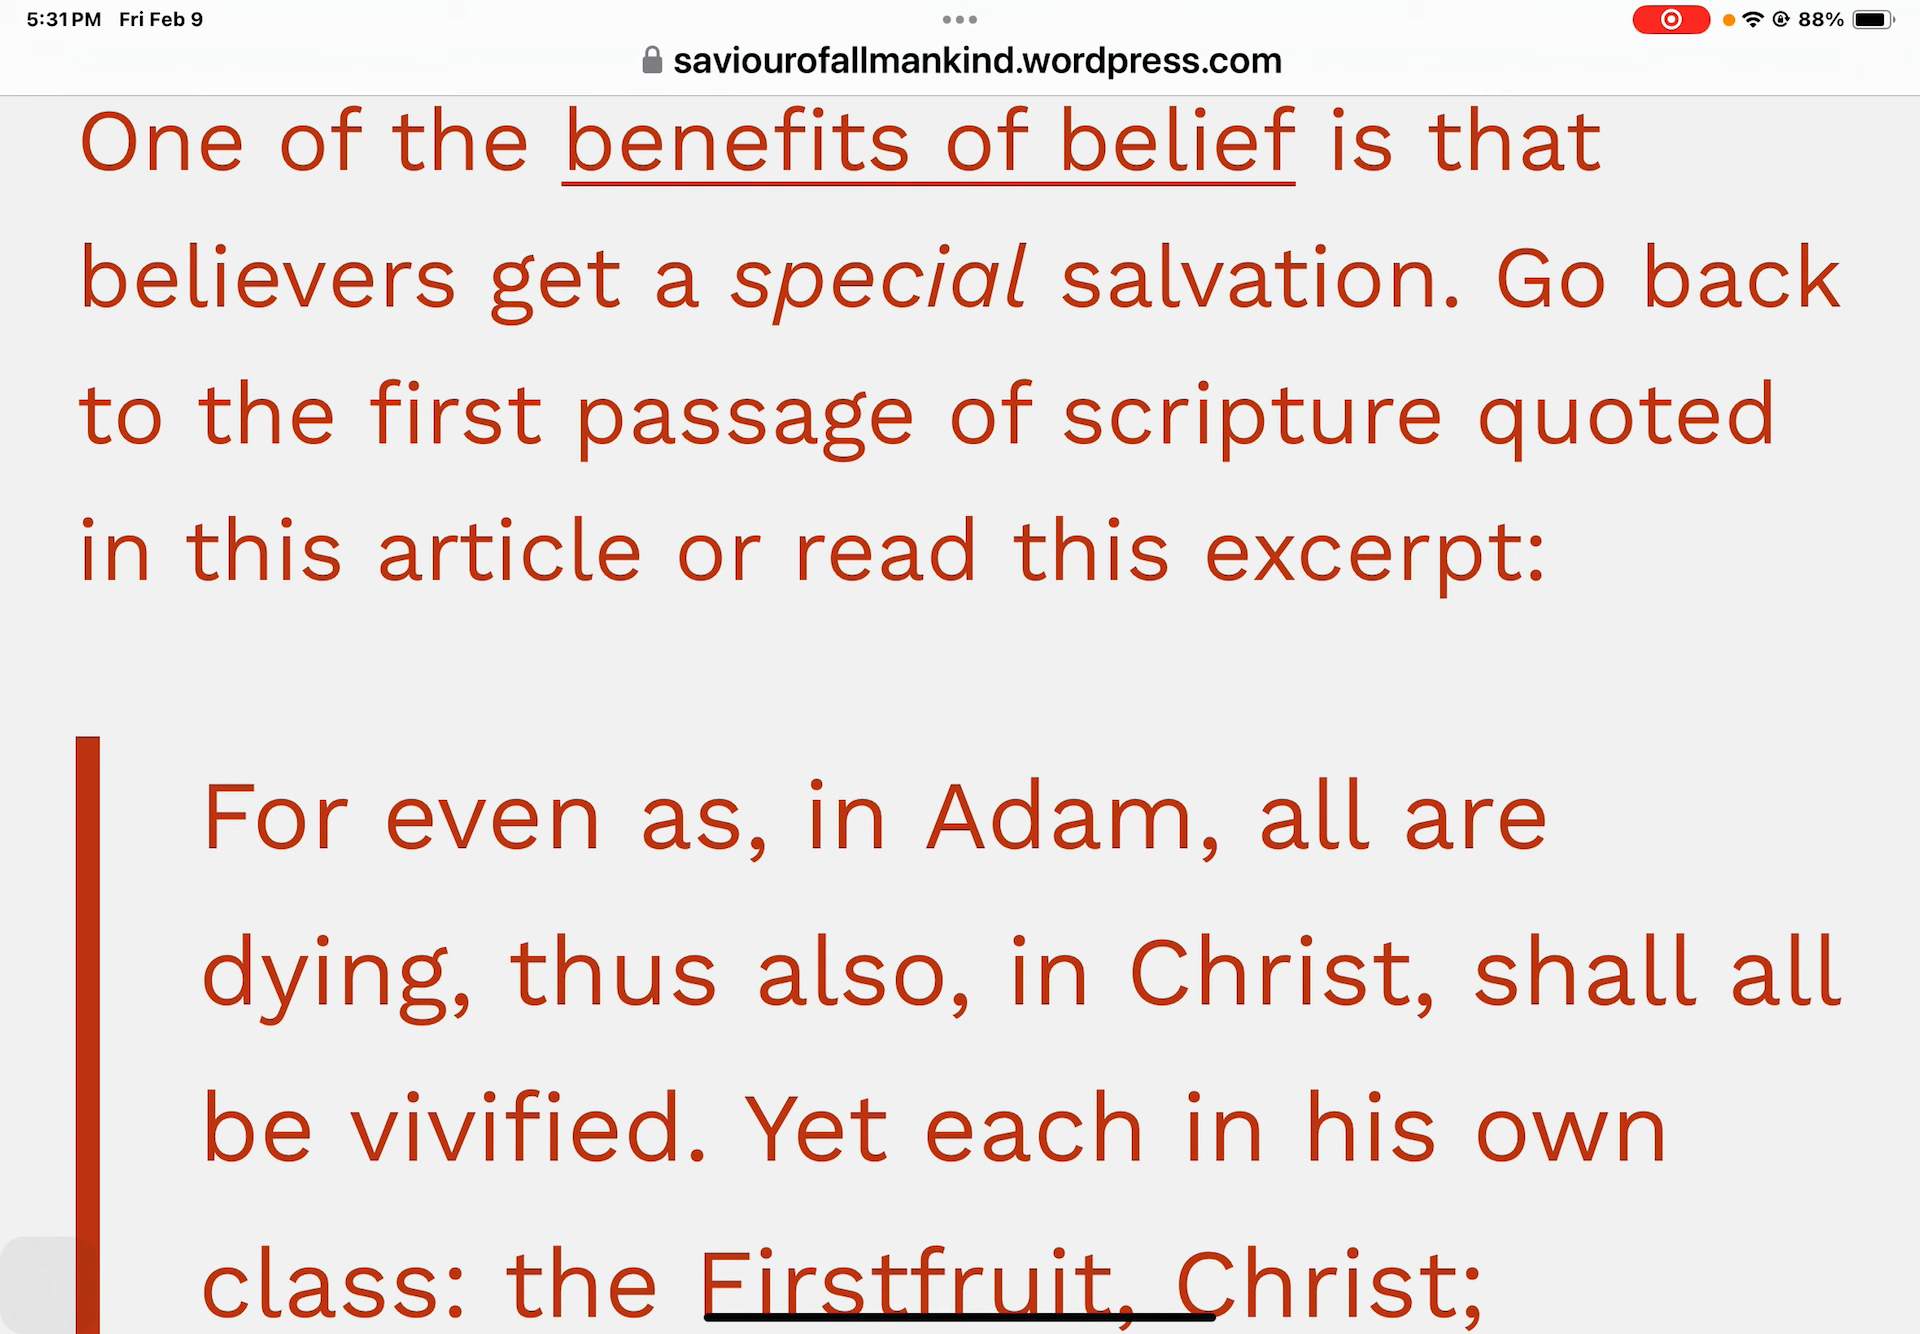 5:31 PM Fri Feb 9
88%
saviourofallmankind.wordpress.com
One of the benefits of belief is that
believers get a special salvation. Go back
to the first passage of scripture quoted
in this article or read this excerpt:
For even as, in Adam, all are
dying, thus also, in Christ, shall all
be vivified. Yet each in his own
class: the Firstfruit, Christ;